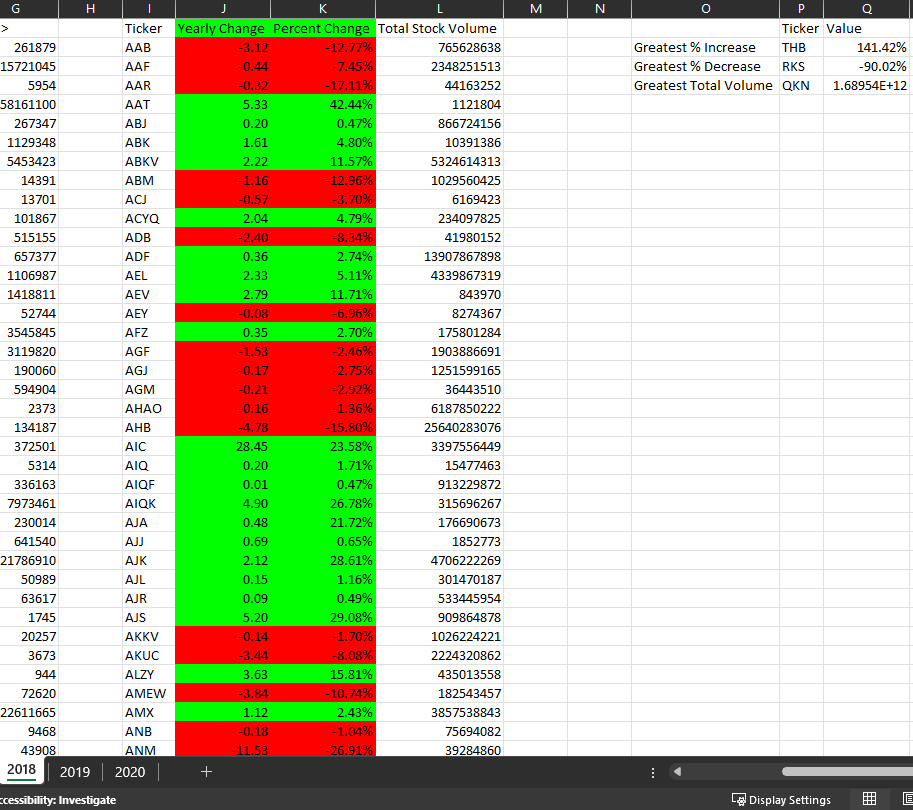 G H I J K L M N O P Q
> Ticker Yearly Change Percent Change Total Stock Volume Ticker Value
261879 AAB -3.12 -12.77% 765628638 Greatest % Increase THB 141.42%
15721045 AAF -0.44 -7.45% 2348251513 Greatest % Decrease RKS -90.02%
5954 AAR -0.32 -17.11% 44163252 Greatest Total Volume QKN 1.68954E+12
58161100 AAT 5.33 42.44% 1121804
267347 ABJ 0.20 0.47% 866724156
1129348 ABK 1.61 4.80% 10391386
5453423 ABKV 2.22 11.57% 5324614313
14391 ABM -1.16 -12.96% 1029560425
13701 ACJ -0.57 -3.70% 6169423
101867 ACYQ 2.04 4.79% 234097825
515155 ADB -2.40 -8.34% 41980152
657377 ADF 0.36 2.74% 13907867898
1106987 AEL 2.33 5.11% 4339867319
1418811 AEV 2.79 11.71% 843970
52744 AEY -0.08 -6.96% 8274367
3545845 AFZ 0.35 2.70% 175801284
3119820 AGF -1.53 -2.46% 1903886691
190060 AGJ -0.17 -2.75% 1251599165
594904 AGM -0.21 -2.92% 36443510
2373 AHAO -0.16 -1.36% 6187850222
134187 AHB -4.78 -15.80% 25640283076
372501 AIC 28.45 23.58% 3397556449
5314 AIQ 0.20 1.71% 15477463
336163 AIQF 0.01 0.47% 913229872
7973461 AIQK 4.90 26.78% 315696267
230014 AJA 0.48 21.72% 176690673
641540 AJJ 0.69 0.65% 1852773
21786910 AJK 2.12 28.61% 4706222269
50989 AJL 0.15 1.16% 301470187
63617 AJR 0.09 0.49% 533445954
1745 AJS 5.20 29.08% 909864878
20257 AKKV -0.14 -1.70% 1026224221
3673 AKUC -3.44 -8.08% 2224320862
944 ALZY 3.63 15.81% 435013558
72620 AMEW -3.84 -10.74% 182543457
22611665 AMX 1.12 2.43% 3857538843
9468 ANB -0.18 -1.04% 75694082
43908 ANM -11.53 -26.91% 39284860
2018 2019 2020 +
ccessibility: Investigate Display Settings